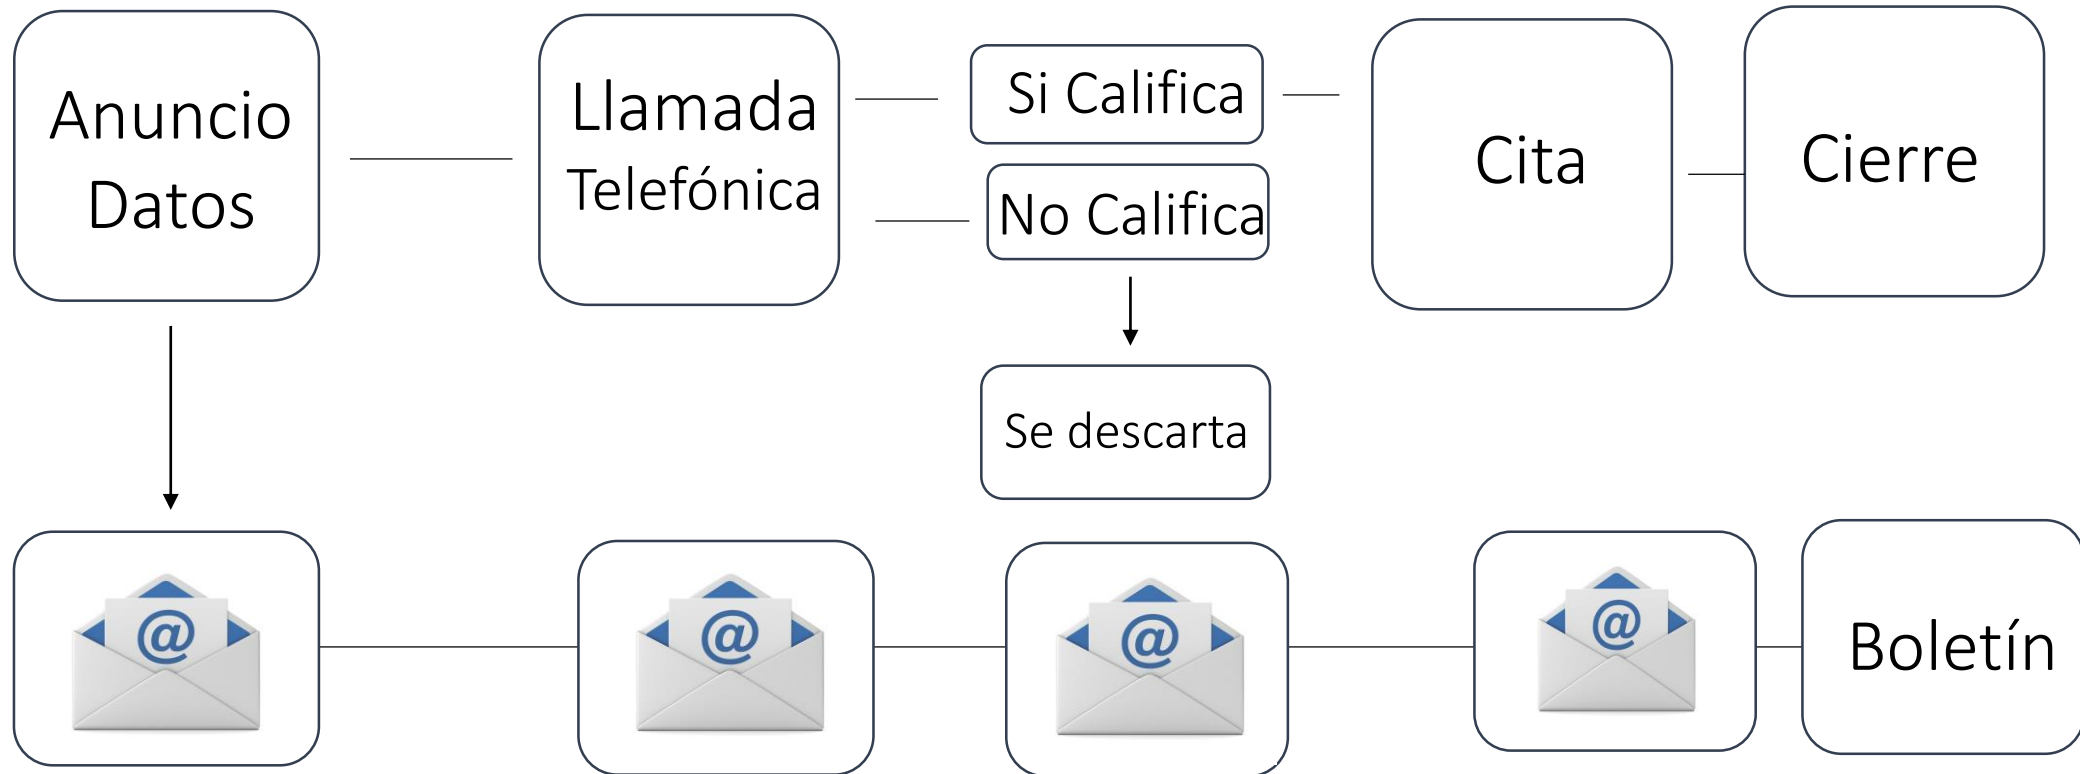 Anuncio
Datos
Llamada
Telefónica
Si Califica
No Califica
Se descarta
Cita
Cierre
@
@
@
@
Boletín